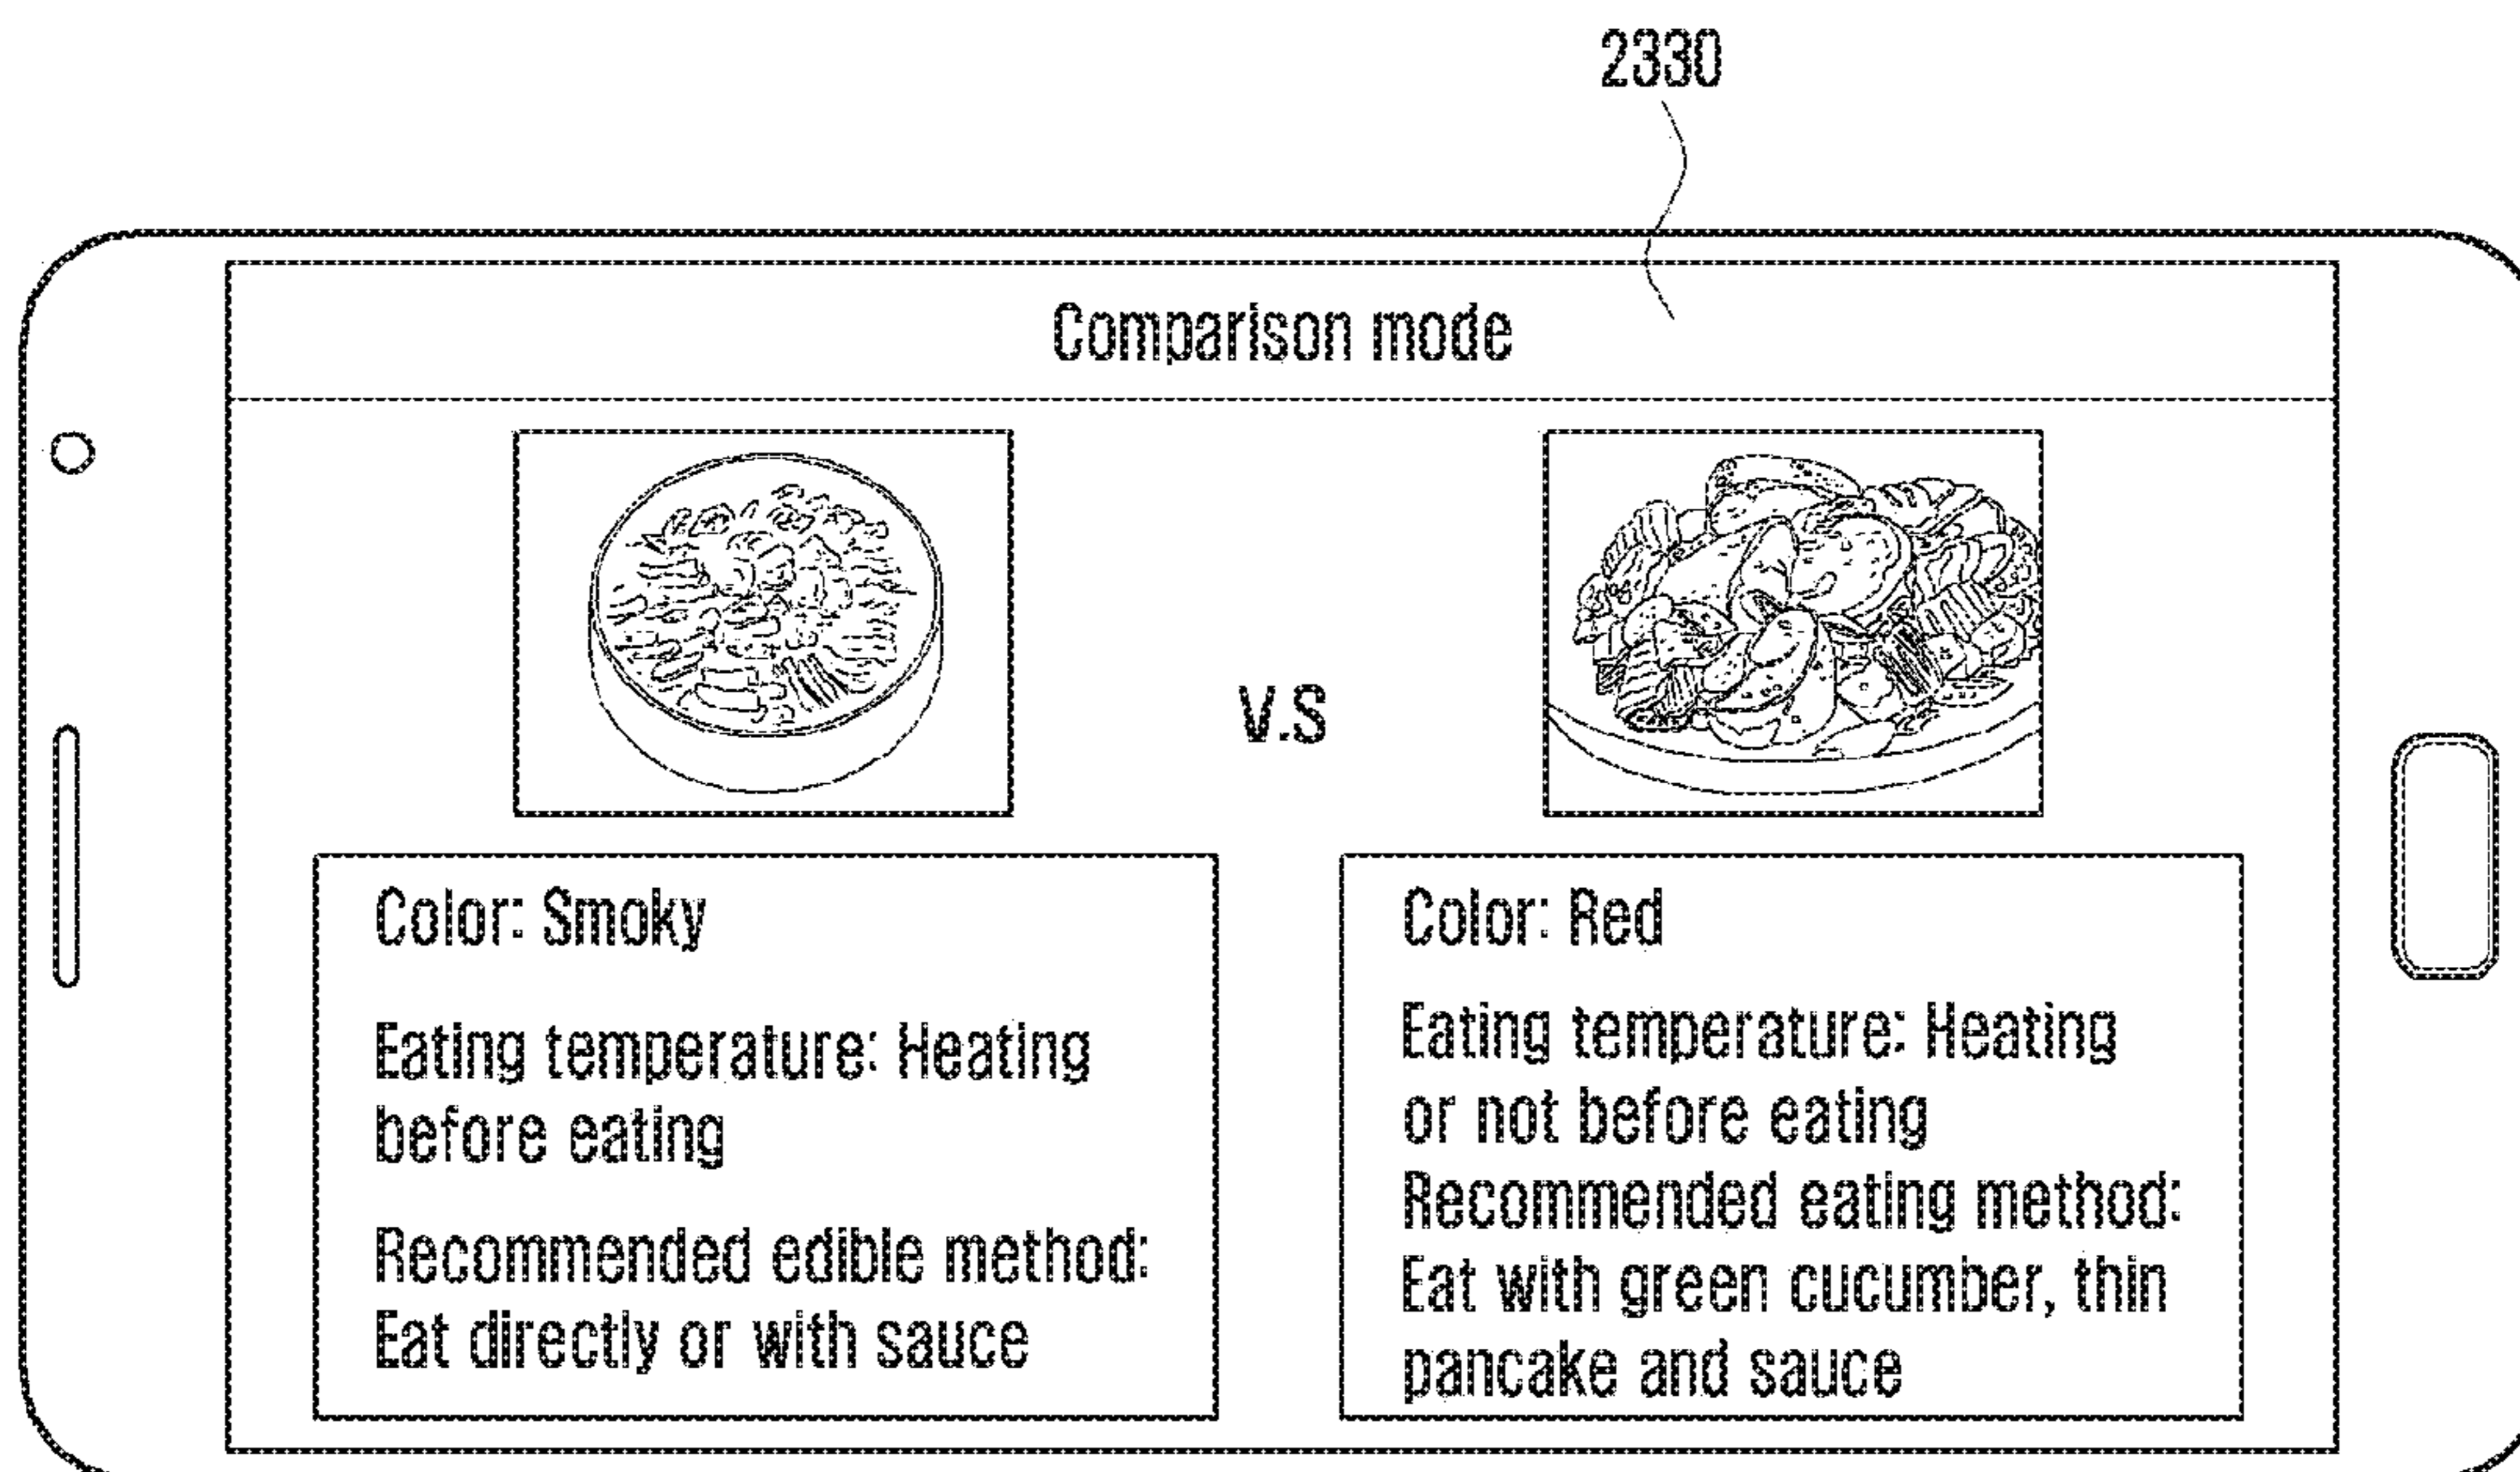 2330
Comparison mode
V.S
Color: Smoky
Eating temperature: Heating
before eating
Recommended edible method:
Eat directly or with sauce
Color: Red
Eating temperature: Heating
or not before eating
Recommended eating method:
Eat with green cucumber, thin
pancake and sauce